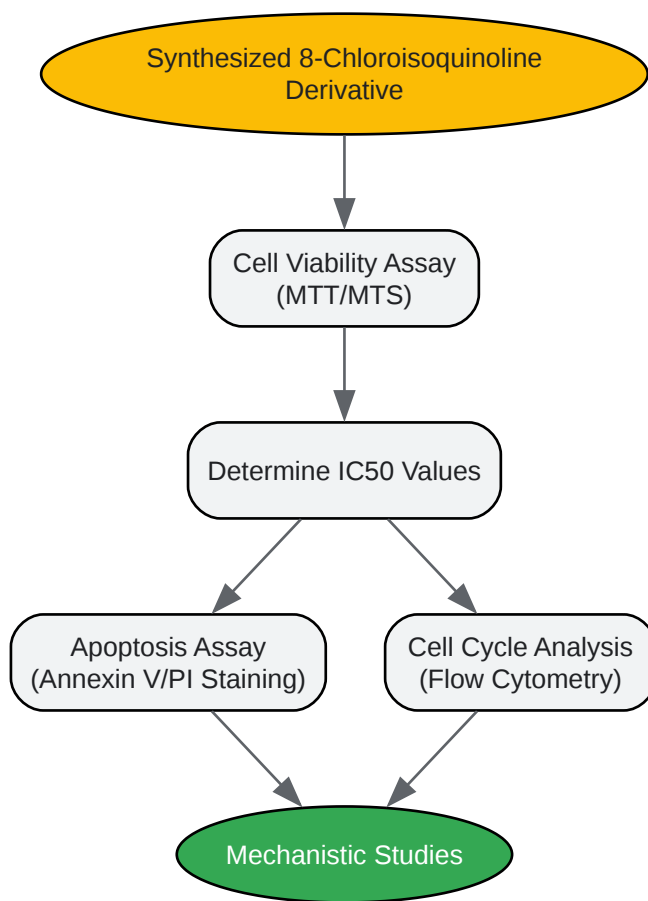 Synthesized 8-Chloroisoquinoline
Derivative
Cell Viability Assay
(MTT/MTS)
Determine IC50 Values
Apoptosis Assay
(Annexin V/PI Staining)
Cell Cycle Analysis
(Flow Cytometry)
Mechanistic Studies